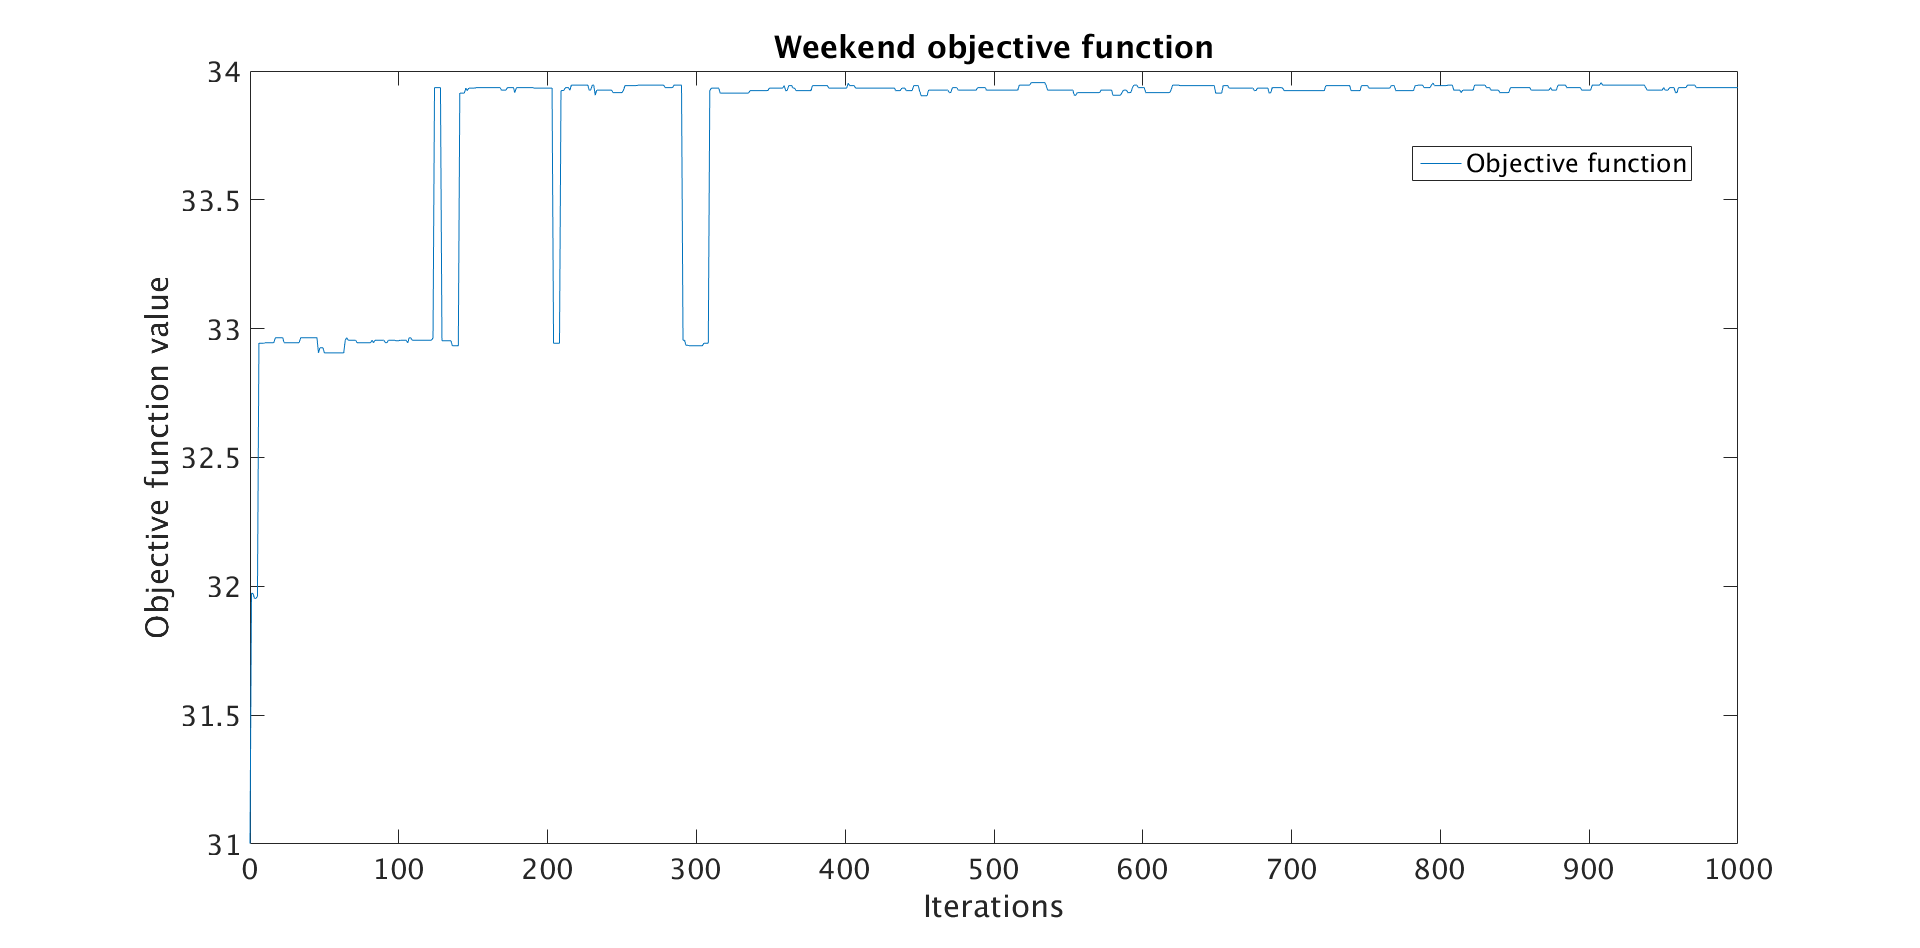 Weekend objective function
34
33.5
33
32.5
32
31.5
31
Objective function value
Objective function
0 100 200 300 400 500 600 700 800 900 1000
Iterations